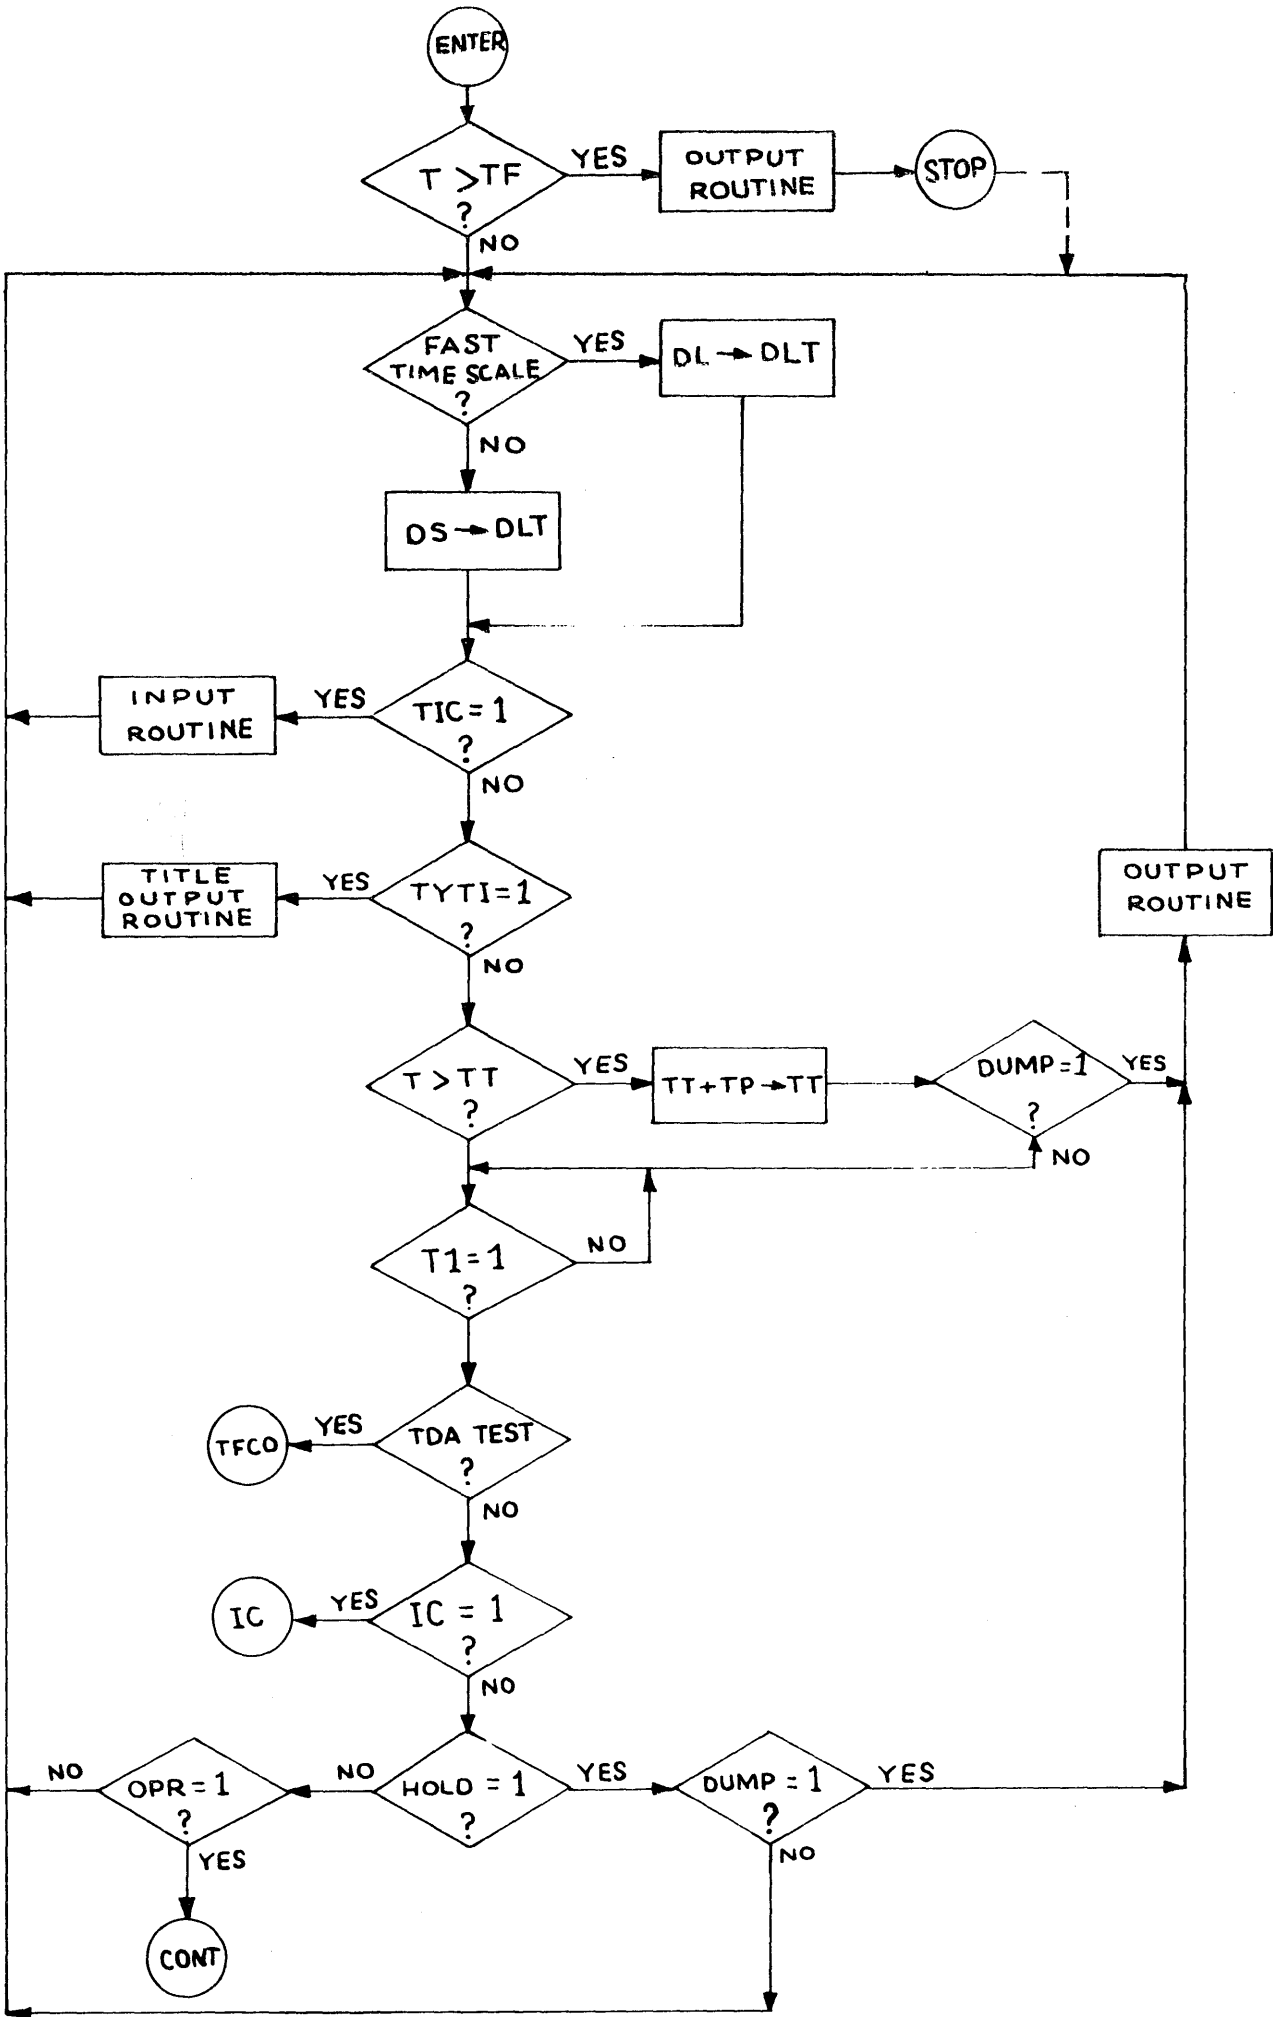 ENTER
T > TF
?
YES
OUTPUT
ROUTINE
STOP
NO
FAST
TIME SCALE
?
YES
DL → DLT
NO
DS → DLT
INPUT
ROUTINE
YES
TIC = 1
?
NO
TITLE
OUTPUT
ROUTINE
YES
TYTI = 1
?
NO
OUTPUT
ROUTINE
T > TT
?
YES
TT + TP → TT
DUMP = 1
?
YES
NO
T1 = 1
?
NO
TFCO
YES
TDA TEST
?
NO
IC
YES
IC = 1
?
NO
NO
OPR = 1
?
YES
NO
HOLD = 1
?
YES
DUMP = 1
?
YES
NO
CONT